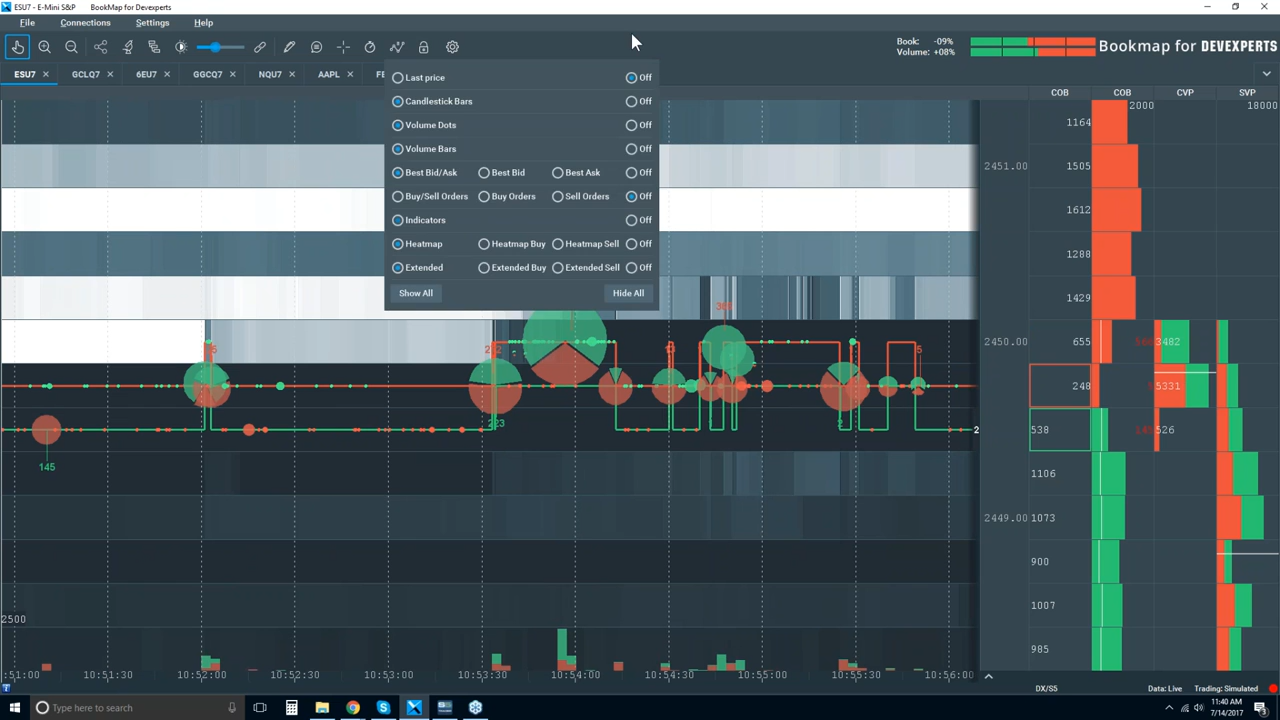 ESU7 - E-Mini S&P BookMap for Devexperts
File Connections Settings Help
Book: -09%
Volume: +08%
Bookmap for DEVEXPERTS
ESU7 GCLQ7 6EU7 GGCQ7 NQU7 AAPL FE
Last price Off
Candlestick Bars Off
Volume Dots Off
Volume Bars Off
Best Bid/Ask Best Bid Best Ask Off
Buy/Sell Orders Buy Orders Sell Orders Off
Indicators Off
Heatmap Heatmap Buy Heatmap Sell Off
Extended Extended Buy Extended Sell Off
Show All Hide All
COB COB CVP SVP
2000 18000
1164
2451.00 1505
1612
1288
1429
2450.00 655 3482
248 5331
2 538 526
223
145
1106
2449.00 1073
900
1007
985
2500
:51:00 10:51:30 10:52:00 10:52:30 10:53:00 10:53:30 10:54:00 10:54:30 10:55:00 10:55:30 10:56:00
DX/S5 Data: Live Trading: Simulated
Type here to search
11:40 AM
7/14/2017
3